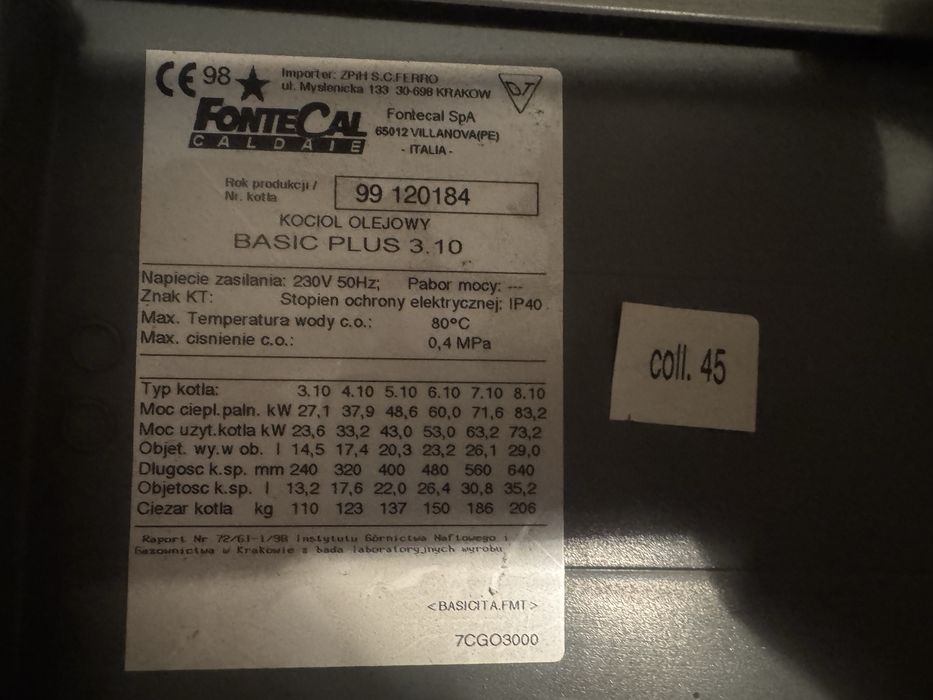 CE 98 Importer: ZPiH S.C.FERRO
ul. Myslenicka 133 30-698 KRAKOW
FONTECAL
CALDAIE
Fontecal SpA
65012 VILLANOVA(PE)
- ITALIA -
Rok produkcji /
Nr. kotla
99 120184
KOCIOL OLEJOWY
BASIC PLUS 3.10
Napiecie zasilania: 230V 50Hz; Pabor mocy: ---
Znak KT: Stopien ochrony elektrycznej: IP40
Max. Temperatura wody c.o.: 80°C
Max. cisnienie c.o.: 0,4 MPa
Typ kotla: 3.10 4.10 5.10 6.10 7.10 8.10
Moc ciepl.paln. kW 27,1 37,9 48,6 60,0 71,6 83,2
Moc uzyt.kotla kW 23,6 33,2 43,0 53,0 63,2 73,2
Objet. wy.w ob. l 14,5 17,4 20,3 23,2 26,1 29,0
Dlugosc k.sp. mm 240 320 400 480 560 640
Objetosc k.sp. l 13,2 17,6 22,0 26,4 30,8 35,2
Ciezar kotla kg 110 123 137 150 186 206
Raport Nr 72/GJ-1/98 Instytutu Górnictwa Naftowego i
Gazownictwa w Krakowie z bada laboratoryjnych wyrobu
<BASICITA.FMT>
7CGO3000
coll. 45